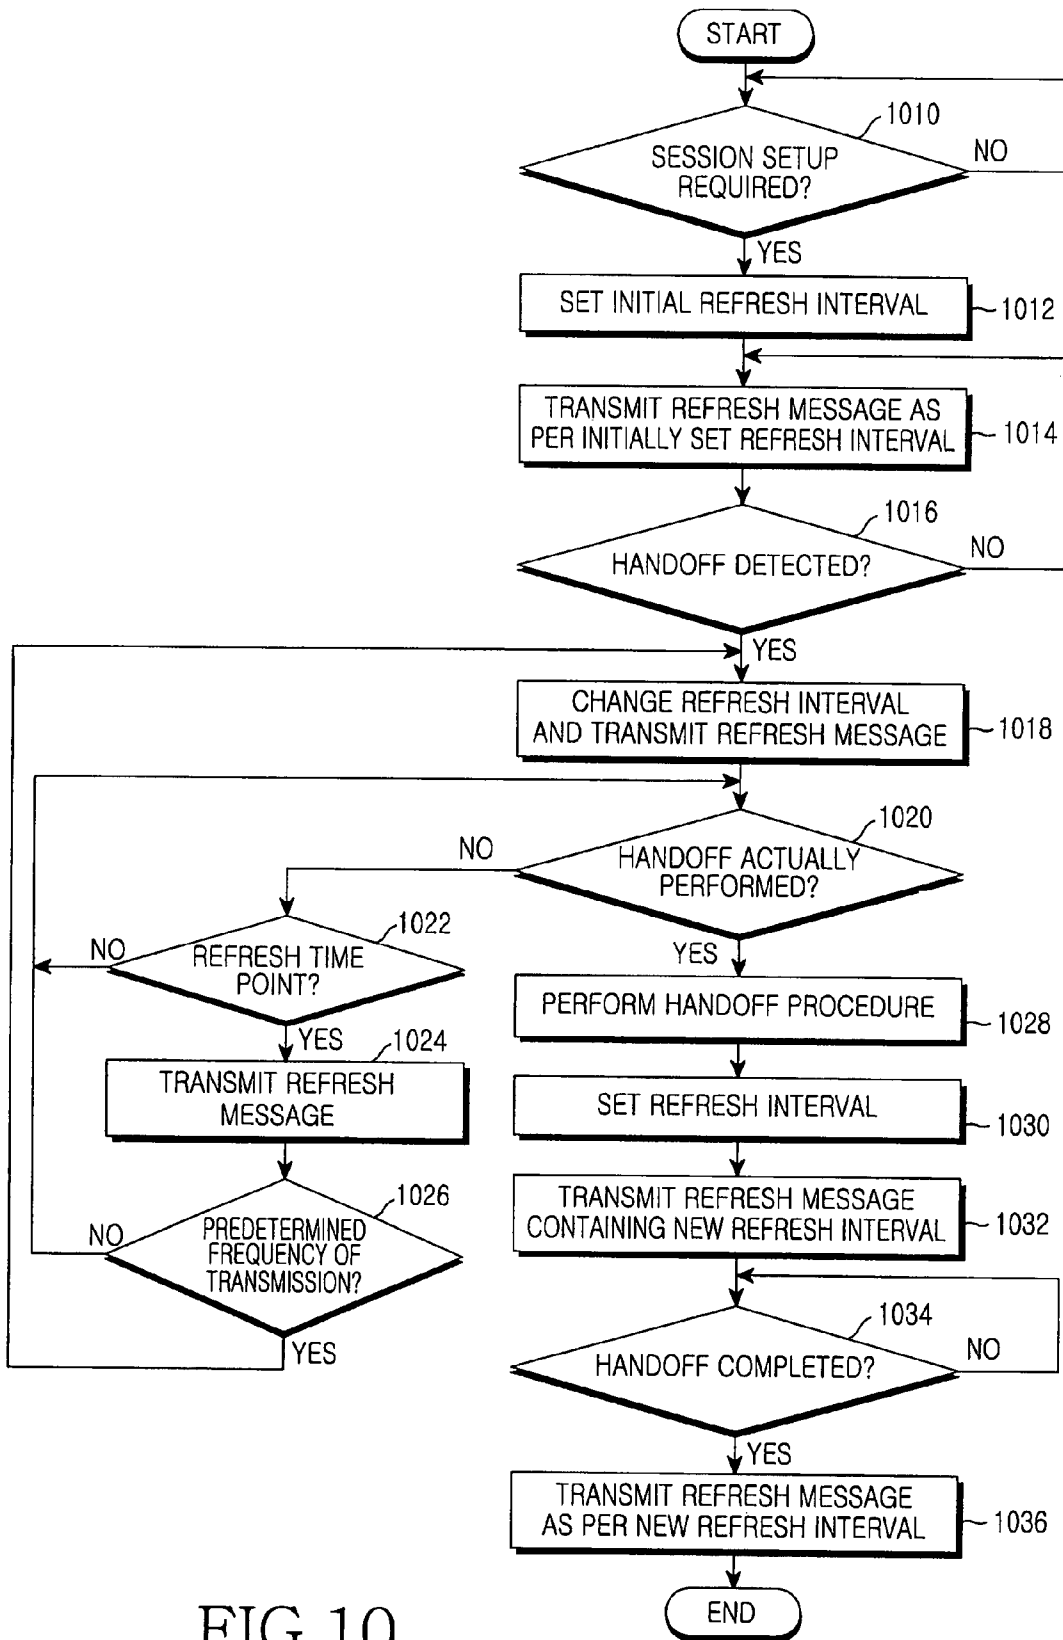 START
1010
SESSION SETUP
REQUIRED?
NO
YES
SET INITIAL REFRESH INTERVAL
1012
TRANSMIT REFRESH MESSAGE AS
PER INITIALLY SET REFRESH INTERVAL
1014
1016
HANDOFF DETECTED?
NO
YES
CHANGE REFRESH INTERVAL
AND TRANSMIT REFRESH MESSAGE
1018
1020
HANDOFF ACTUALLY
PERFORMED?
NO
YES
1022
REFRESH TIME
POINT?
NO
YES
1024
TRANSMIT REFRESH
MESSAGE
1026
PREDETERMINED
FREQUENCY OF
TRANSMISSION?
NO
YES
PERFORM HANDOFF PROCEDURE
1028
SET REFRESH INTERVAL
1030
TRANSMIT REFRESH MESSAGE
CONTAINING NEW REFRESH INTERVAL
1032
1034
HANDOFF COMPLETED?
NO
YES
TRANSMIT REFRESH MESSAGE
AS PER NEW REFRESH INTERVAL
1036
END
FIG.10